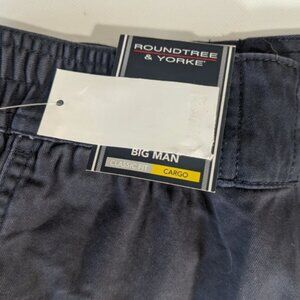 ROUNDTREE
& YORKE
BIG MAN
CLASSIC FIT
CARGO